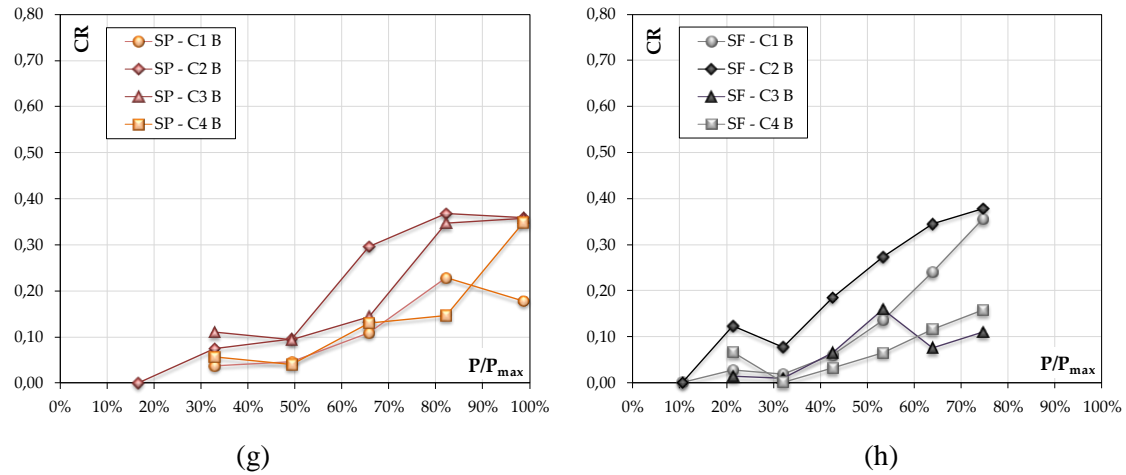 CR
0,80
0,70
0,60
0,50
0,40
0,30
0,20
0,10
0,00
SP - C1 B
SP - C2 B
SP - C3 B
SP - C4 B
P/Pmax
0% 10% 20% 30% 40% 50% 60% 70% 80% 90% 100%
(g)
CR
0,80
0,70
0,60
0,50
0,40
0,30
0,20
0,10
0,00
SF - C1 B
SF - C2 B
SF - C3 B
SF - C4 B
P/Pmax
0% 10% 20% 30% 40% 50% 60% 70% 80% 90% 100%
(h)